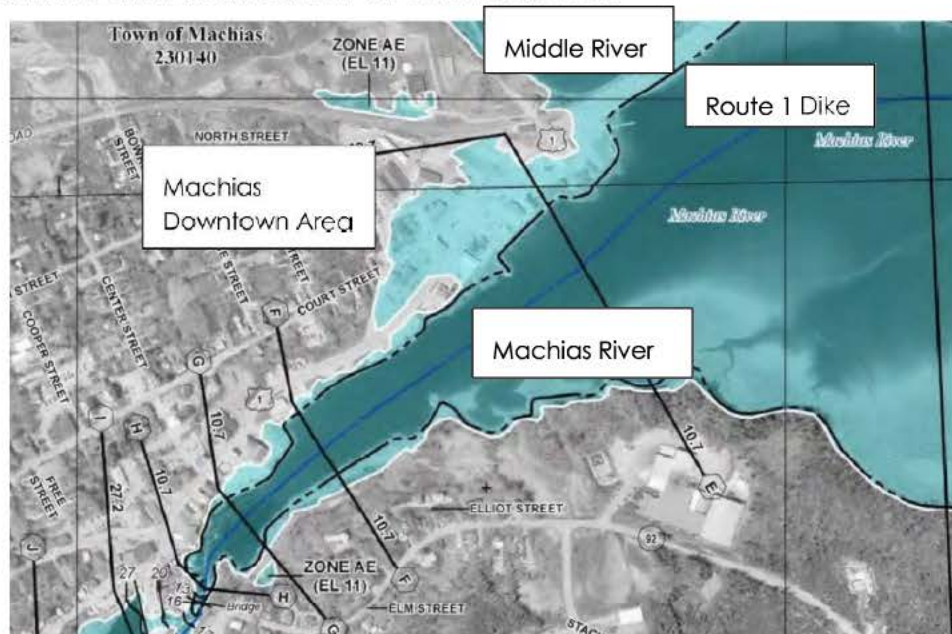 Town of Machias
230140
ZONE AE
(EL 11)
Middle River
Route 1 Dike
Machias River
Machias River
NORTH STREET
1
Machias
Downtown Area
COURT STREET
CENTER STREET
COOPER STREET
FREE
STREET
F
G
H
I
J
1
Machias River
10.7
10.7
10.7
10.7
27.2
E
ELLIOT STREET
92
F
ZONE AE
(EL 11)
H
ELM STREET
G
27
20
13
16
Bridge